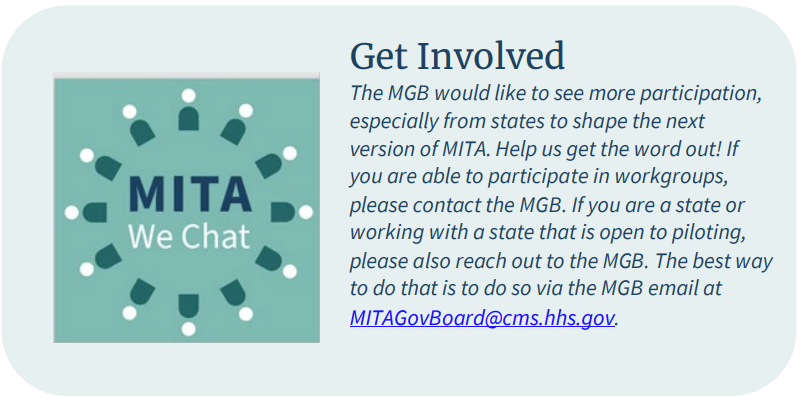 Get Involved
The MGB would like to see more participation,
especially from states to shape the next
version of MITA. Help us get the word out! If
you are able to participate in workgroups,
please contact the MGB. If you are a state or
working with a state that is open to piloting,
please also reach out to the MGB. The best way
to do that is to do so via the MGB email at
MITAGovBoard@cms.hhs.gov.
MITA
We Chat